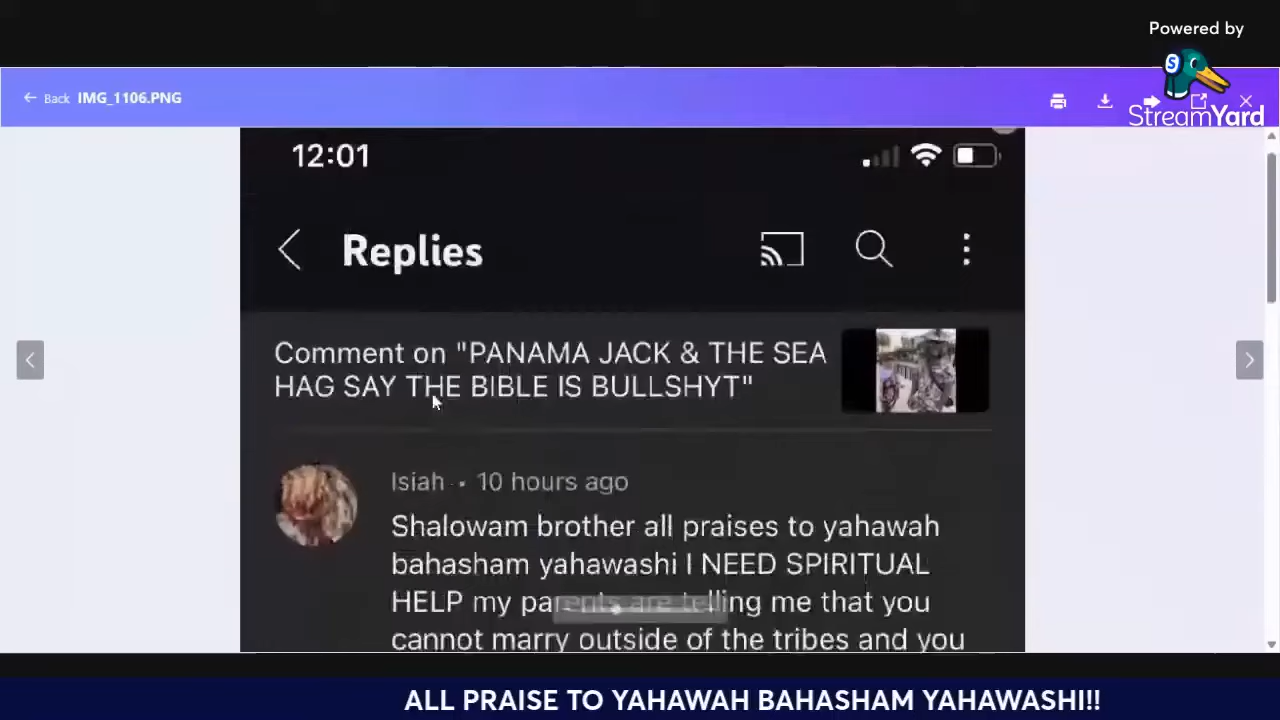 Powered by
StreamYard
Back IMG_1106.PNG
12:01
Replies
Comment on "PANAMA JACK & THE SEA
HAG SAY THE BIBLE IS BULLSHYT"
Isiah • 10 hours ago
Shalowam brother all praises to yahawah
bahasham yahawashi I NEED SPIRITUAL
HELP my parents are telling me that you
cannot marry outside of the tribes and you
ALL PRAISE TO YAHAWAH BAHASHAM YAHAWASHI!!